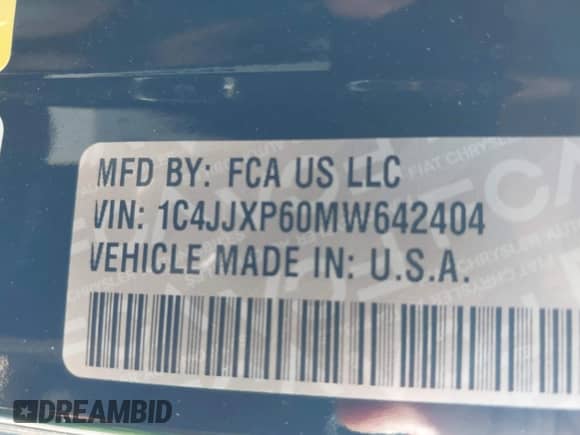 MFD BY: FCA US LLC
VIN: 1C4JJXP60MW642404
VEHICLE MADE IN: U.S.A.
DREAMBID